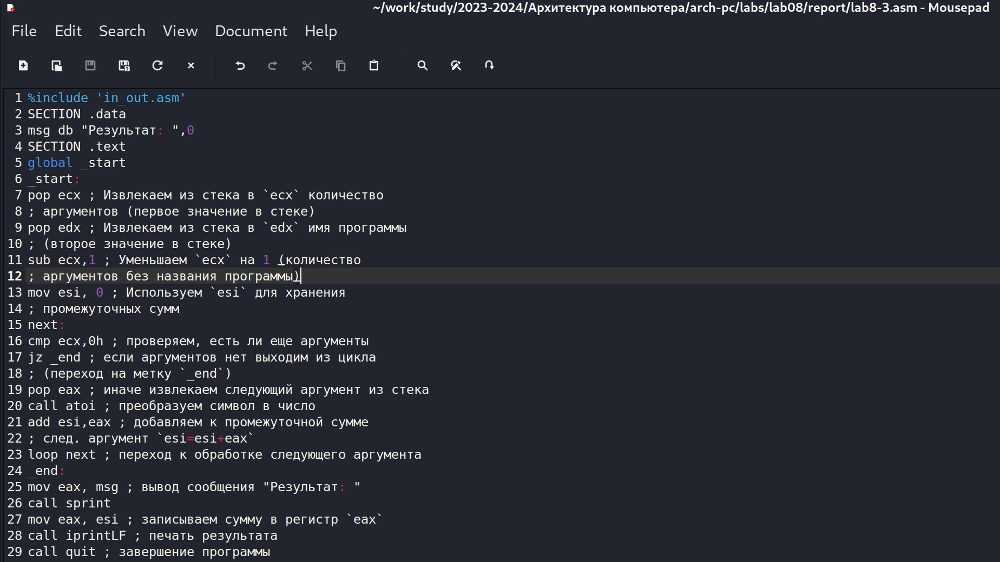 ~/work/study/2023-2024/Архитектура компьютера/arch-pc/labs/lab08/report/lab8-3.asm - Mousepad
File Edit Search View Document Help
1 %include 'in_out.asm'
2 SECTION .data
3 msg db "Результат: ",0
4 SECTION .text
5 global _start
6 _start:
7 pop ecx ; Извлекаем из стека в `ecx` количество
8 ; аргументов (первое значение в стеке)
9 pop edx ; Извлекаем из стека в `edx` имя программы
10 ; (второе значение в стеке)
11 sub ecx,1 ; Уменьшаем `ecx` на 1 (количество
12 ; аргументов без названия программы)
13 mov esi, 0 ; Используем `esi` для хранения
14 ; промежуточных сумм
15 next:
16 cmp ecx,0h ; проверяем, есть ли еще аргументы
17 jz _end ; если аргументов нет выходим из цикла
18 ; (переход на метку `_end`)
19 pop eax ; иначе извлекаем следующий аргумент из стека
20 call atoi ; преобразуем символ в число
21 add esi,eax ; добавляем к промежуточной сумме
22 ; след. аргумент `esi=esi+eax`
23 loop next ; переход к обработке следующего аргумента
24 _end:
25 mov eax, msg ; вывод сообщения "Результат: "
26 call sprint
27 mov eax, esi ; записываем сумму в регистр `eax`
28 call iprintLF ; печать результата
29 call quit ; завершение программы